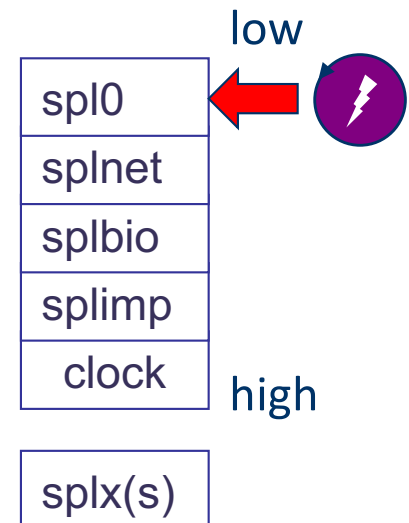 low
spl0
splnet
splbio
splimp
clock
high
splx(s)